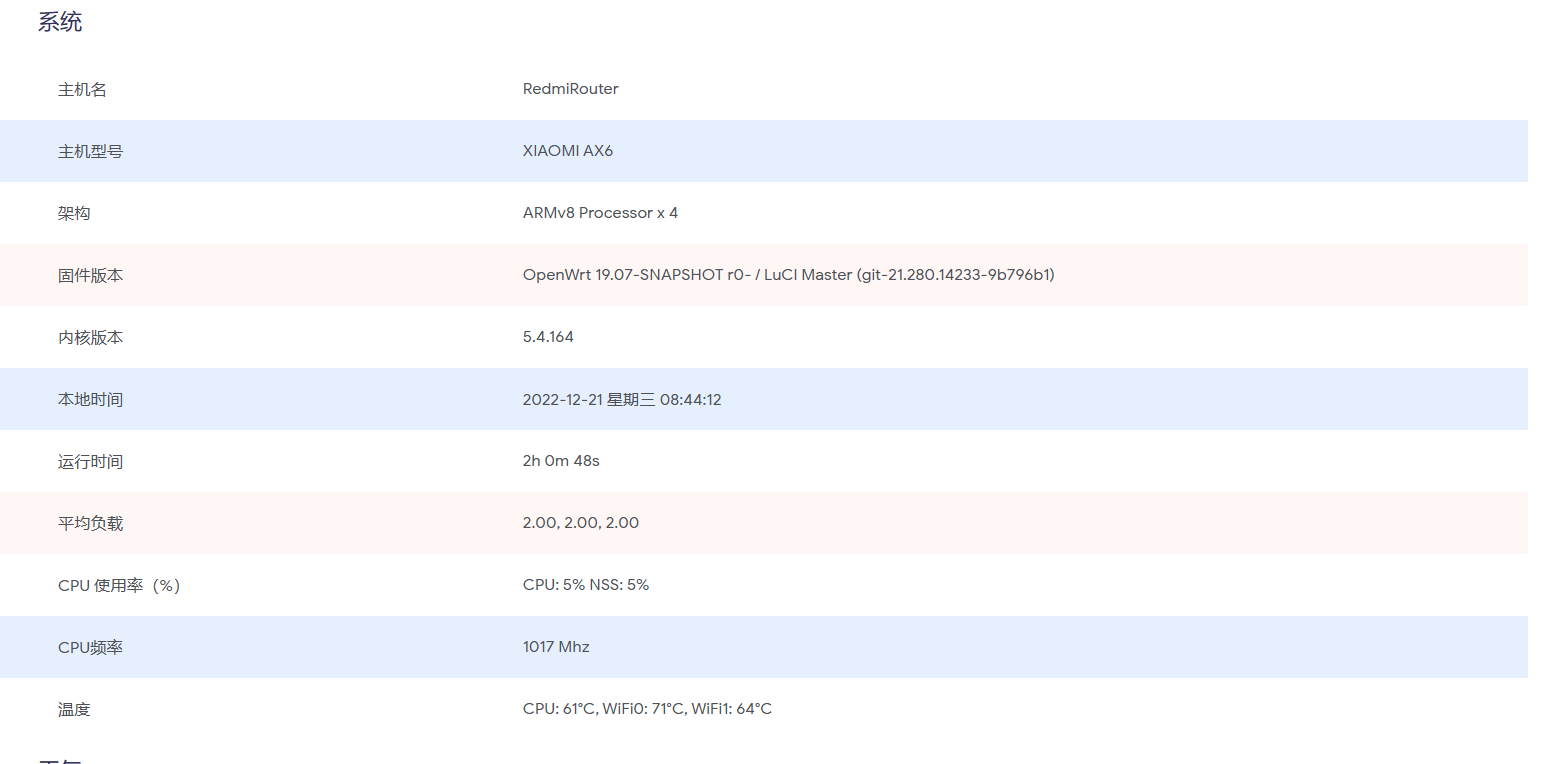 系统
主机名 RedmiRouter
主机型号 XIAOMI AX6
架构 ARMv8 Processor x 4
固件版本 OpenWrt 19.07-SNAPSHOT r0- / LuCI Master (git-21.280.14233-9b796b1)
内核版本 5.4.164
本地时间 2022-12-21 星期三 08:44:12
运行时间 2h 0m 48s
平均负载 2.00, 2.00, 2.00
CPU 使用率（%） CPU: 5% NSS: 5%
CPU频率 1017 Mhz
温度 CPU: 61°C, WiFi0: 71°C, WiFi1: 64°C